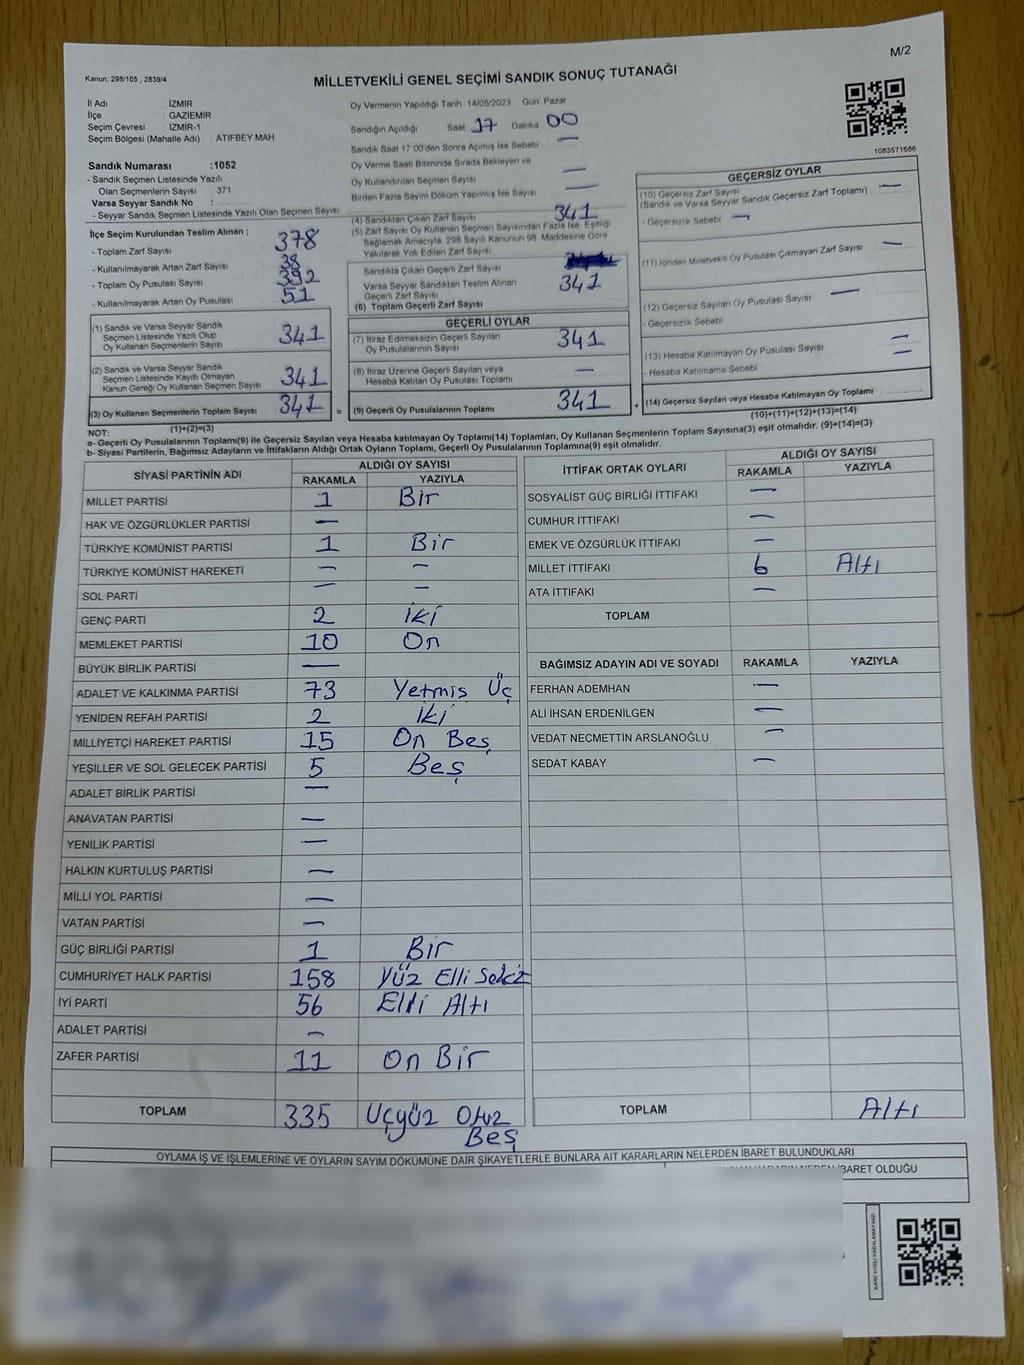 M/2
Kanun, 298/105 , 2839/4
MİLLETVEKİLİ GENEL SEÇİMİ SANDIK SONUÇ TUTANAĞI
İl Adı : İZMİR
İlçe : GAZİEMİR
Seçim Çevresi : İZMİR-1
Seçim Bölgesi (Mahalle Adı) : ATIFBEY MAH
Sandık Numarası :1052
- Sandık Seçmen Listesinde Yazılı
Olan Seçmenlerin Sayısı : 371
Varsa Seyyar Sandık No :
- Seyyar Sandık Seçmen Listesinde Yazılı Olan Seçmen Sayısı :
İlçe Seçim Kurulundan Teslim Alınan ;
- Toplam Zarf Sayısı : 378
- Kullanılmayarak Artan Zarf Sayısı : 38
- Toplam Oy Pusulası Sayısı : 392
- Kullanılmayarak Artan Oy Pusulası : 51
(1) Sandık ve Varsa Seyyar Sandık
Seçmen Listesinde Yazılı Olup
Oy Kullanan Seçmenlerin Sayısı 341
(2) Sandık ve Varsa Seyyar Sandık
Seçmen Listesinde Kayıtlı Olmayan
Kanun Gereği Oy Kullanan Seçmen Sayısı 341
(3) Oy Kullanan Seçmenlerin Toplam Sayısı 341 =
(1)+(2)=(3)
Oy Vermenin Yapıldığı Tarih :14/05/2023 Gün: Pazar
Sandığın Açıldığı Saat 17 Dakika 00
Sandık Saat 17 00'den Sonra Açımış İse Sebebi —
Oy Verme Saati Bitiminde Sırada Bekleyen ve
Oy Kullandırılan Seçmen Sayısı —
Birden Fazla Sayım Döküm Yapılmış İse Sayısı —
(4) Sandıktan Çıkan Zarf Sayısı 341
(5) Zarf Sayısı Oy Kullanan Seçmen Sayısından Fazla İse, Eşitliği
Sağlamak Amacıyla, 298 Sayılı Kanunun 98. Maddesine Göre
Yakılarak Yok Edilen Zarf Sayısı
Sandıkta Çıkan Geçerli Zarf Sayısı
Varsa Seyyar Sandıktan Teslim Alınan
Geçerli Zarf Sayısı 341
(6) Toplam Geçerli Zarf Sayısı
GEÇERLİ OYLAR
(7) İtiraz Edilmeksizin Geçerli Sayılan
Oy Pusulalarının Sayısı 341
(8) İtiraz Üzerine Geçerli Sayılan veya
Hesaba Katılan Oy Pusulası Toplamı —
(9) Geçerli Oy Pusulalarının Toplamı 341 +
1083571686
GEÇERSİZ OYLAR
(10) Geçersiz Zarf Sayısı —
(Sandık ve Varsa Seyyar Sandık Geçersiz Zarf Toplamı)
- Geçersizlik Sebebi —
(11) İçinden Milletvekili Oy Pusulası Çıkmayan Zarf Sayısı —
(12) Geçersiz Sayılan Oy Pusulası Sayısı —
- Geçersizlik Sebebi
(13) Hesaba Katılmayan Oy Pusulası Sayısı —
- Hesaba Katılmama Sebebi —
(14) Geçersiz Sayılan veya Hesaba Katılmayan Oy Toplamı
(10)+(11)+(12)+(13)=(14)
NOT:
a- Geçerli Oy Pusulalarının Toplamı(9) ile Geçersiz Sayılan veya Hesaba katılmayan Oy Toplamı(14) Toplamları, Oy Kullanan Seçmenlerin Toplam Sayısına(3) eşit olmalıdır. (9)+(14)=(3)
b- Siyasi Partilerin, Bağımsız Adayların ve İttifakların Aldığı Ortak Oyların Toplamı, Geçerli Oy Pusulalarının Toplamına(9) eşit olmalıdır.
SİYASİ PARTİNİN ADI ALDIĞI OY SAYISI
RAKAMLA YAZIYLA
MİLLET PARTİSİ 1 Bir
HAK VE ÖZGÜRLÜKLER PARTİSİ —
TÜRKİYE KOMÜNİST PARTİSİ 1 Bir
TÜRKİYE KOMÜNİST HAREKETİ — —
SOL PARTİ — —
GENÇ PARTİ 2 iki
MEMLEKET PARTİSİ 10 On
BÜYÜK BİRLİK PARTİSİ —
ADALET VE KALKINMA PARTİSİ 73 Yetmiş Üç
YENİDEN REFAH PARTİSİ 2 iki
MİLLİYETÇİ HAREKET PARTİSİ 15 On Beş
YEŞİLLER VE SOL GELECEK PARTİSİ 5 Beş
ADALET BİRLİK PARTİSİ —
ANAVATAN PARTİSİ —
YENİLİK PARTİSİ —
HALKIN KURTULUŞ PARTİSİ —
MİLLİ YOL PARTİSİ —
VATAN PARTİSİ —
GÜÇ BİRLİĞİ PARTİSİ 1 Bir
CUMHURİYET HALK PARTİSİ 158 Yüz Elli Sekiz
İYİ PARTİ 56 Elli Altı
ADALET PARTİSİ —
ZAFER PARTİSİ 11 On Bir
TOPLAM 335 Üçyüz Otuz
Beş
İTTİFAK ORTAK OYLARI ALDIĞI OY SAYISI
RAKAMLA YAZIYLA
SOSYALİST GÜÇ BİRLİĞİ İTTİFAKI —
CUMHUR İTTİFAKI —
EMEK VE ÖZGÜRLÜK İTTİFAKI —
MİLLET İTTİFAKI 6 Altı
ATA İTTİFAKI —
TOPLAM
BAĞIMSIZ ADAYIN ADI VE SOYADI RAKAMLA YAZIYLA
FERHAN ADEMHAN —
ALİ İHSAN ERDENİLGEN —
VEDAT NECMETTİN ARSLANOĞLU —
SEDAT KABAY —
TOPLAM Altı
OYLAMA İŞ VE İŞLEMLERİNE VE OYLARIN SAYIM DÖKÜMÜNE DAİR ŞİKAYETLERLE BUNLARA AİT KARARLARIN NELERDEN İBARET BULUNDUKLARI
İBARET OLDUĞU
KARE KODU KARALAMAYINIZ!